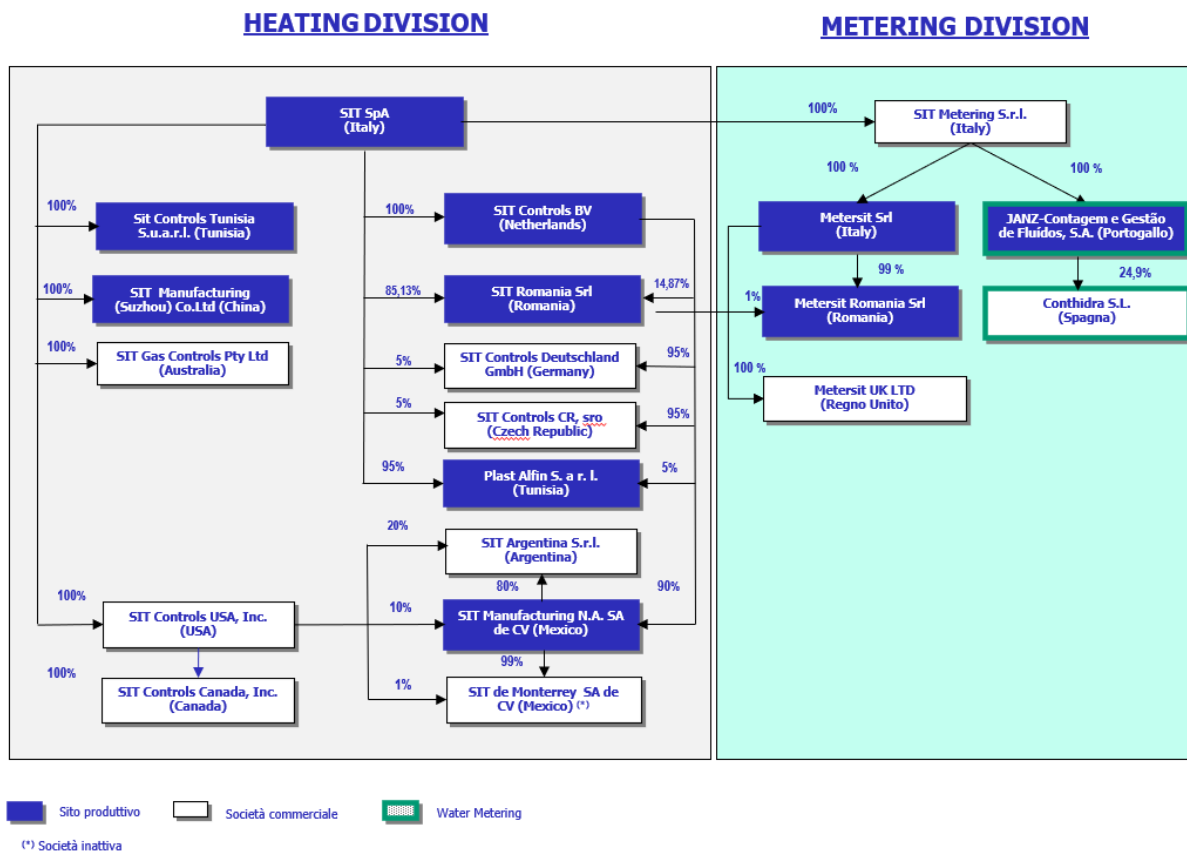 HEATING DIVISION
METERING DIVISION
SIT SpA
(Italy)
100%
SIT Metering S.r.l.
(Italy)
100 %
100 %
100%
Sit Controls Tunisia
S.u.a.r.l. (Tunisia)
100%
SIT Controls BV
(Netherlands)
Metersit Srl
(Italy)
JANZ-Contagem e Gestão
de Fluídos, S.A. (Portogallo)
100%
SIT Manufacturing
(Suzhou) Co.Ltd (China)
85,13%
SIT Romania Srl
(Romania)
14,87%
99 %
24,9%
1%
Metersit Romania Srl
(Romania)
Conthidra S.L.
(Spagna)
100%
SIT Gas Controls Pty Ltd
(Australia)
5%
SIT Controls Deutschland
GmbH (Germany)
95%
100 %
Metersit UK LTD
(Regno Unito)
5%
SIT Controls CR, sro
(Czech Republic)
95%
95%
Plast Alfin S. a r. l.
(Tunisia)
5%
20%
SIT Argentina S.r.l.
(Argentina)
80%
90%
100%
SIT Controls USA, Inc.
(USA)
10%
SIT Manufacturing N.A. SA
de CV (Mexico)
99%
100%
SIT Controls Canada, Inc.
(Canada)
1%
SIT de Monterrey SA de
CV (Mexico) (*)
Sito produttivo
Società commerciale
Water Metering
(*) Società inattiva